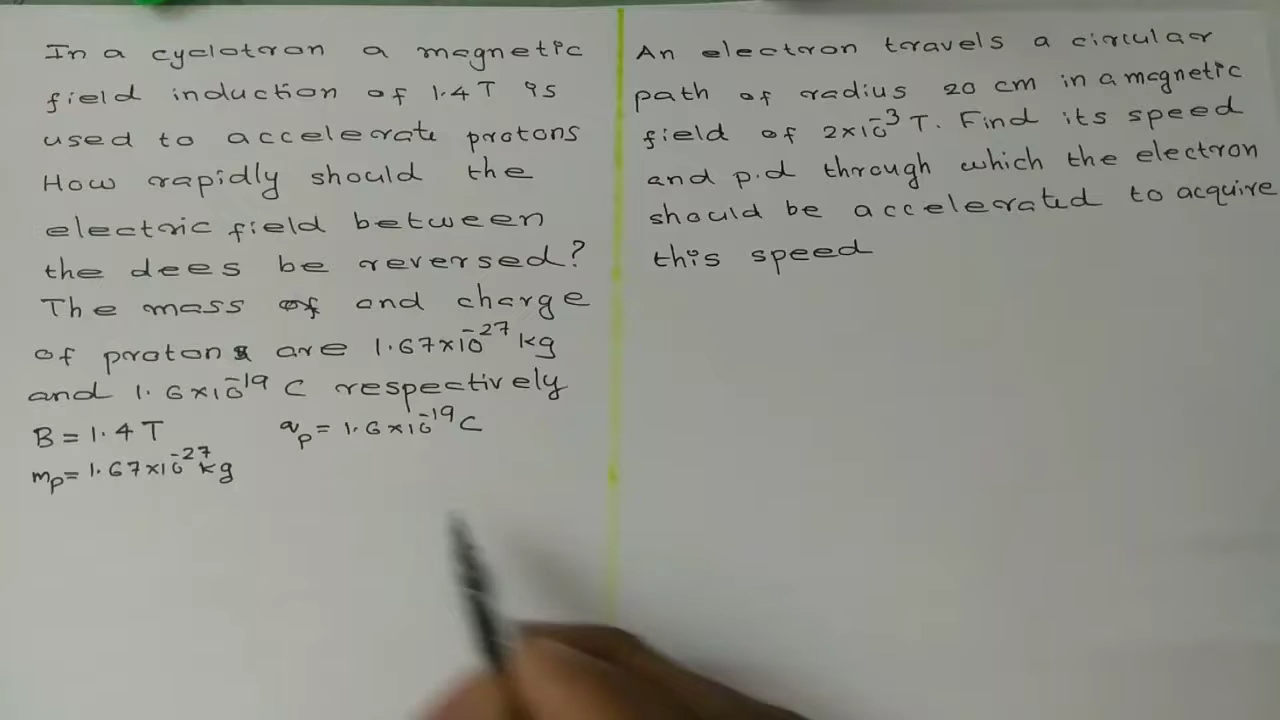 In a cyclotron a magnetic
field induction of 1.4T is
used to accelerate protons
How rapidly should the
electric field between
the dees be reversed?
The mass of and charge
of proton are 1.67×10⁻²⁷ kg
and 1.6×10⁻¹⁹ C respectively
B = 1.4 T qp = 1.6×10⁻¹⁹ C
mp = 1.67×10⁻²⁷ kg
An electron travels a circular
path of radius 20 cm in a magnetic
field of 2×10⁻³ T. Find its speed
and p.d through which the electron
should be accelerated to acquire
this speed